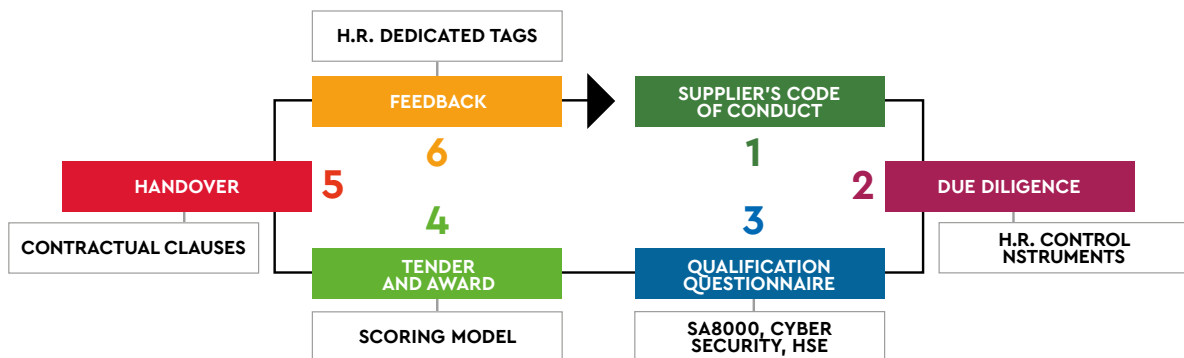 H.R. DEDICATED TAGS
FEEDBACK
SUPPLIER'S CODE
OF CONDUCT
6
1
HANDOVER
5
2
DUE DILIGENCE
4
3
CONTRACTUAL CLAUSES
H.R. CONTROL
NSTRUMENTS
TENDER
AND AWARD
QUALIFICATION
QUESTIONNAIRE
SCORING MODEL
SA8000, CYBER
SECURITY, HSE